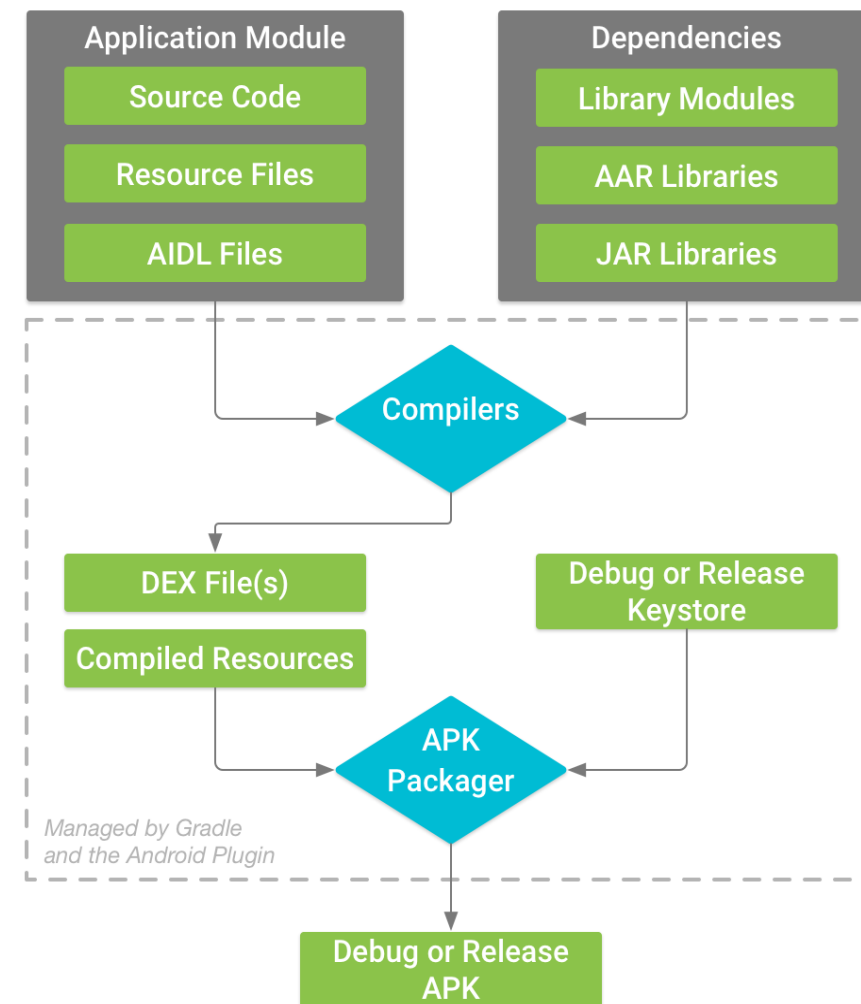 Application Module
Source Code
Resource Files
AIDL Files
Dependencies
Library Modules
AAR Libraries
JAR Libraries
Compilers
DEX File(s)
Compiled Resources
Debug or Release
Keystore
APK
Packager
Managed by Gradle
and the Android Plugin
Debug or Release
APK